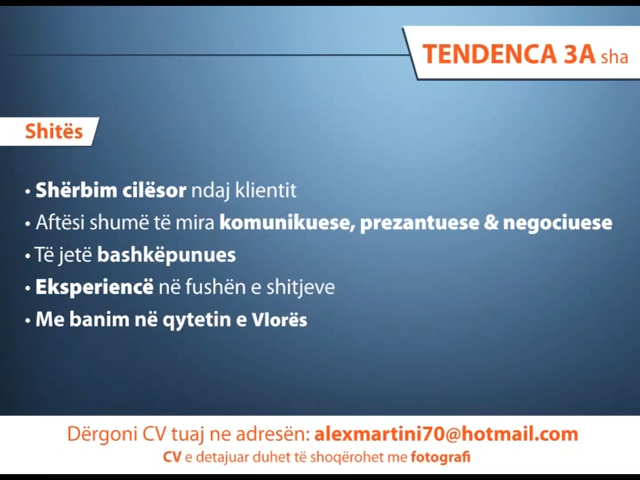 TENDENCA 3A sha
Shitës
• Shërbim cilësor ndaj klientit
• Aftësi shumë të mira komunikuese, prezantuese & negociuese
• Të jetë bashkëpunues
• Eksperiencë në fushën e shitjeve
• Me banim në qytetin e Vlorës
Dërgoni CV tuaj ne adresën: alexmartini70@hotmail.com
CV e detajuar duhet të shoqërohet me fotografi